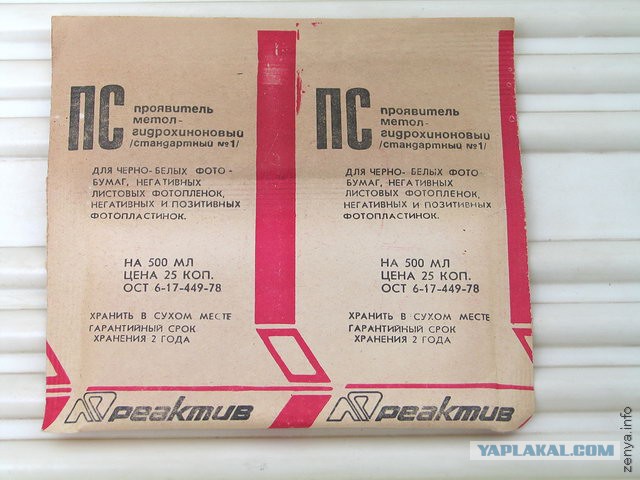 ПС
проявитель
метол-
гидрохиноновый
/стандартный №1/
ДЛЯ ЧЕРНО-БЕЛЫХ ФОТО-
БУМАГ, НЕГАТИВНЫХ
ЛИСТОВЫХ ФОТОПЛЕНОК,
НЕГАТИВНЫХ И ПОЗИТИВНЫХ
ФОТОПЛАСТИНОК.
НА 500 МЛ
ЦЕНА 25 КОП.
ОСТ 6-17-449-78
ХРАНИТЬ В СУХОМ МЕСТЕ
ГАРАНТИЙНЫЙ СРОК
ХРАНЕНИЯ 2 ГОДА
реактив
ПС
проявитель
метол-
гидрохиноновый
/стандартный №1/
ДЛЯ ЧЕРНО-БЕЛЫХ ФОТО
БУМАГ, НЕГАТИВНЫХ
ЛИСТОВЫХ ФОТОПЛЕНОК,
НЕГАТИВНЫХ И ПОЗИТИВНЫХ
ФОТОПЛАСТИНОК.
НА 500 МЛ
ЦЕНА 25 КОП.
ОСТ 6-17-449-78
ХРАНИТЬ В СУХОМ МЕСТЕ
ГАРАНТИЙНЫЙ СРОК
ХРАНЕНИЯ 2 ГОДА
реактив
YAPLAKAL.COM
zenya.info